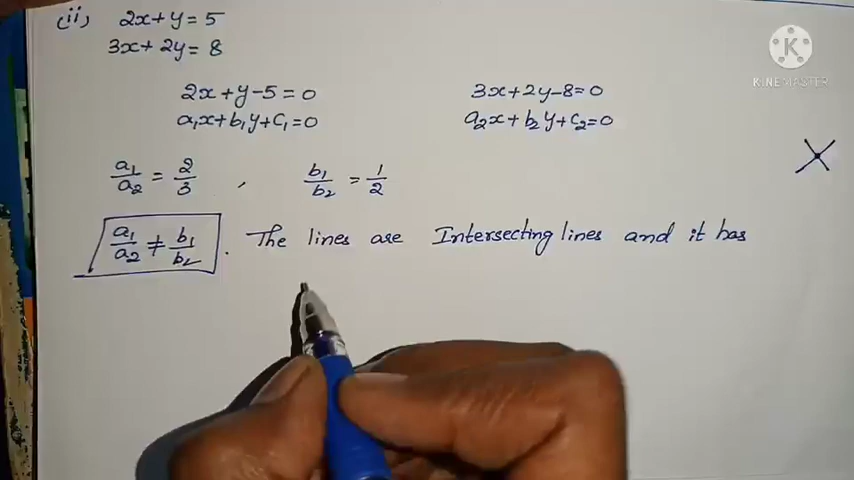 (ii) 2x + y = 5
3x + 2y = 8
2x + y - 5 = 0
a₁x + b₁y + c₁ = 0
3x + 2y - 8 = 0
a₂x + b₂y + c₂ = 0
a₁/a₂ = 2/3 , b₁/b₂ = 1/2
a₁/a₂ ≠ b₁/b₂ . The lines are Intersecting lines and it has
KINEMASTER